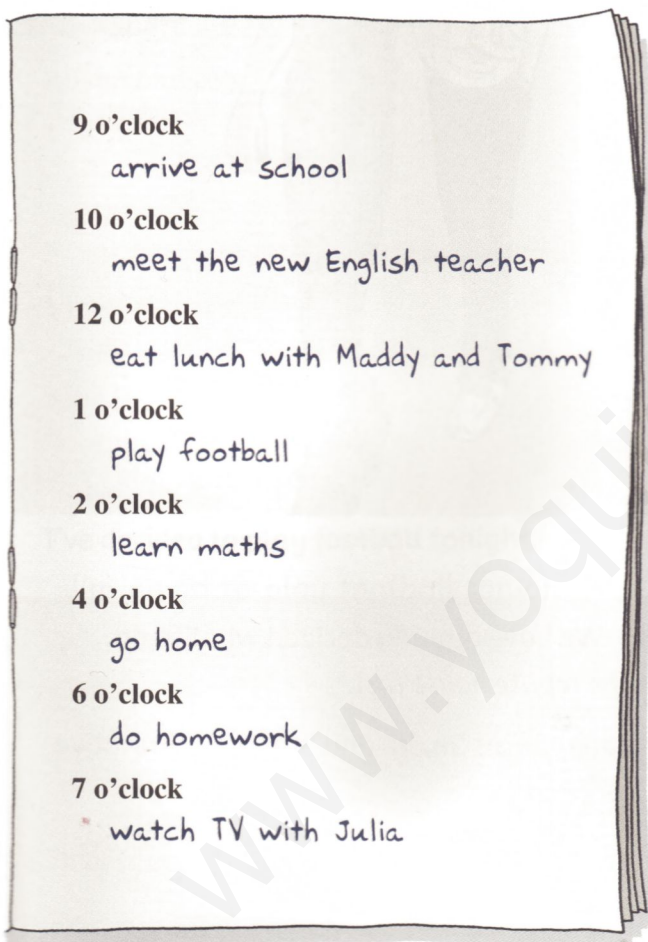 9 o'clock
arrive at school
10 o'clock
meet the new English teacher
12 o'clock
eat lunch with Maddy and Tommy
1 o'clock
play football
2 o'clock
learn maths
4 o'clock
go home
6 o'clock
do homework
7 o'clock
watch TV with Julia
www.yoqui